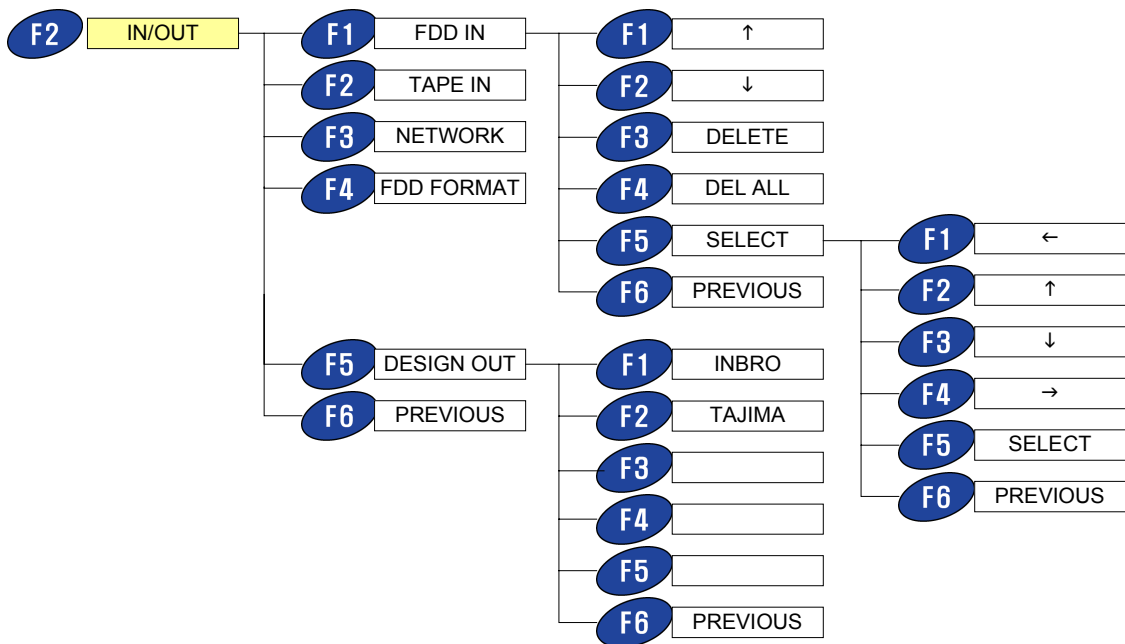 F2 IN/OUT
F1 FDD IN
F2 TAPE IN
F3 NETWORK
F4 FDD FORMAT
F5 DESIGN OUT
F6 PREVIOUS
F1 ↑
F2 ↓
F3 DELETE
F4 DEL ALL
F5 SELECT
F6 PREVIOUS
F1 INBRO
F2 TAJIMA
F3
F4
F5
F6 PREVIOUS
F1 ←
F2 ↑
F3 ↓
F4 →
F5 SELECT
F6 PREVIOUS